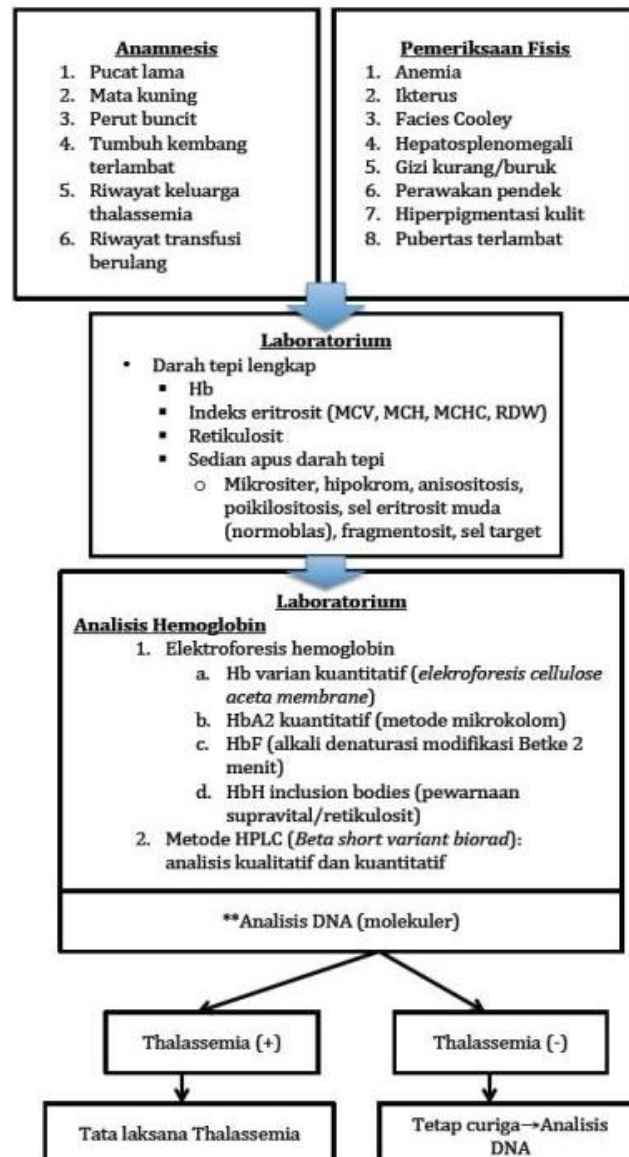 Anamnesis
1. Pucat lama
2. Mata kuning
3. Perut buncit
4. Tumbuh kembang
terlambat
5. Riwayat keluarga
thalassemia
6. Riwayat transfusi
berulang
Pemeriksaan Fisis
1. Anemia
2. Ikterus
3. Facies Cooley
4. Hepatosplenomegali
5. Gizi kurang/buruk
6. Perawakan pendek
7. Hiperpigmentasi kulit
8. Pubertas terlambat
Laboratorium
• Darah tepi lengkap
▪ Hb
▪ Indeks eritrosit (MCV, MCH, MCHC, RDW)
▪ Retikulosit
▪ Sedian apus darah tepi
o Mikrositer, hipokrom, anisositosis,
poikilositosis, sel eritrosit muda
(normoblas), fragmentosit, sel target
Laboratorium
Analisis Hemoglobin
1. Elektroforesis hemoglobin
a. Hb varian kuantitatif (elekroforesis cellulose
aceta membrane)
b. HbA2 kuantitatif (metode mikrokolom)
c. HbF (alkali denaturasi modifikasi Betke 2
menit)
d. HbH inclusion bodies (pewarnaan
supravital/retikulosit)
2. Metode HPLC (Beta short variant biorad):
analisis kualitatif dan kuantitatif
**Analisis DNA (molekuler)
Thalassemia (+)
Thalassemia (-)
Tata laksana Thalassemia
Tetap curiga→Analisis
DNA